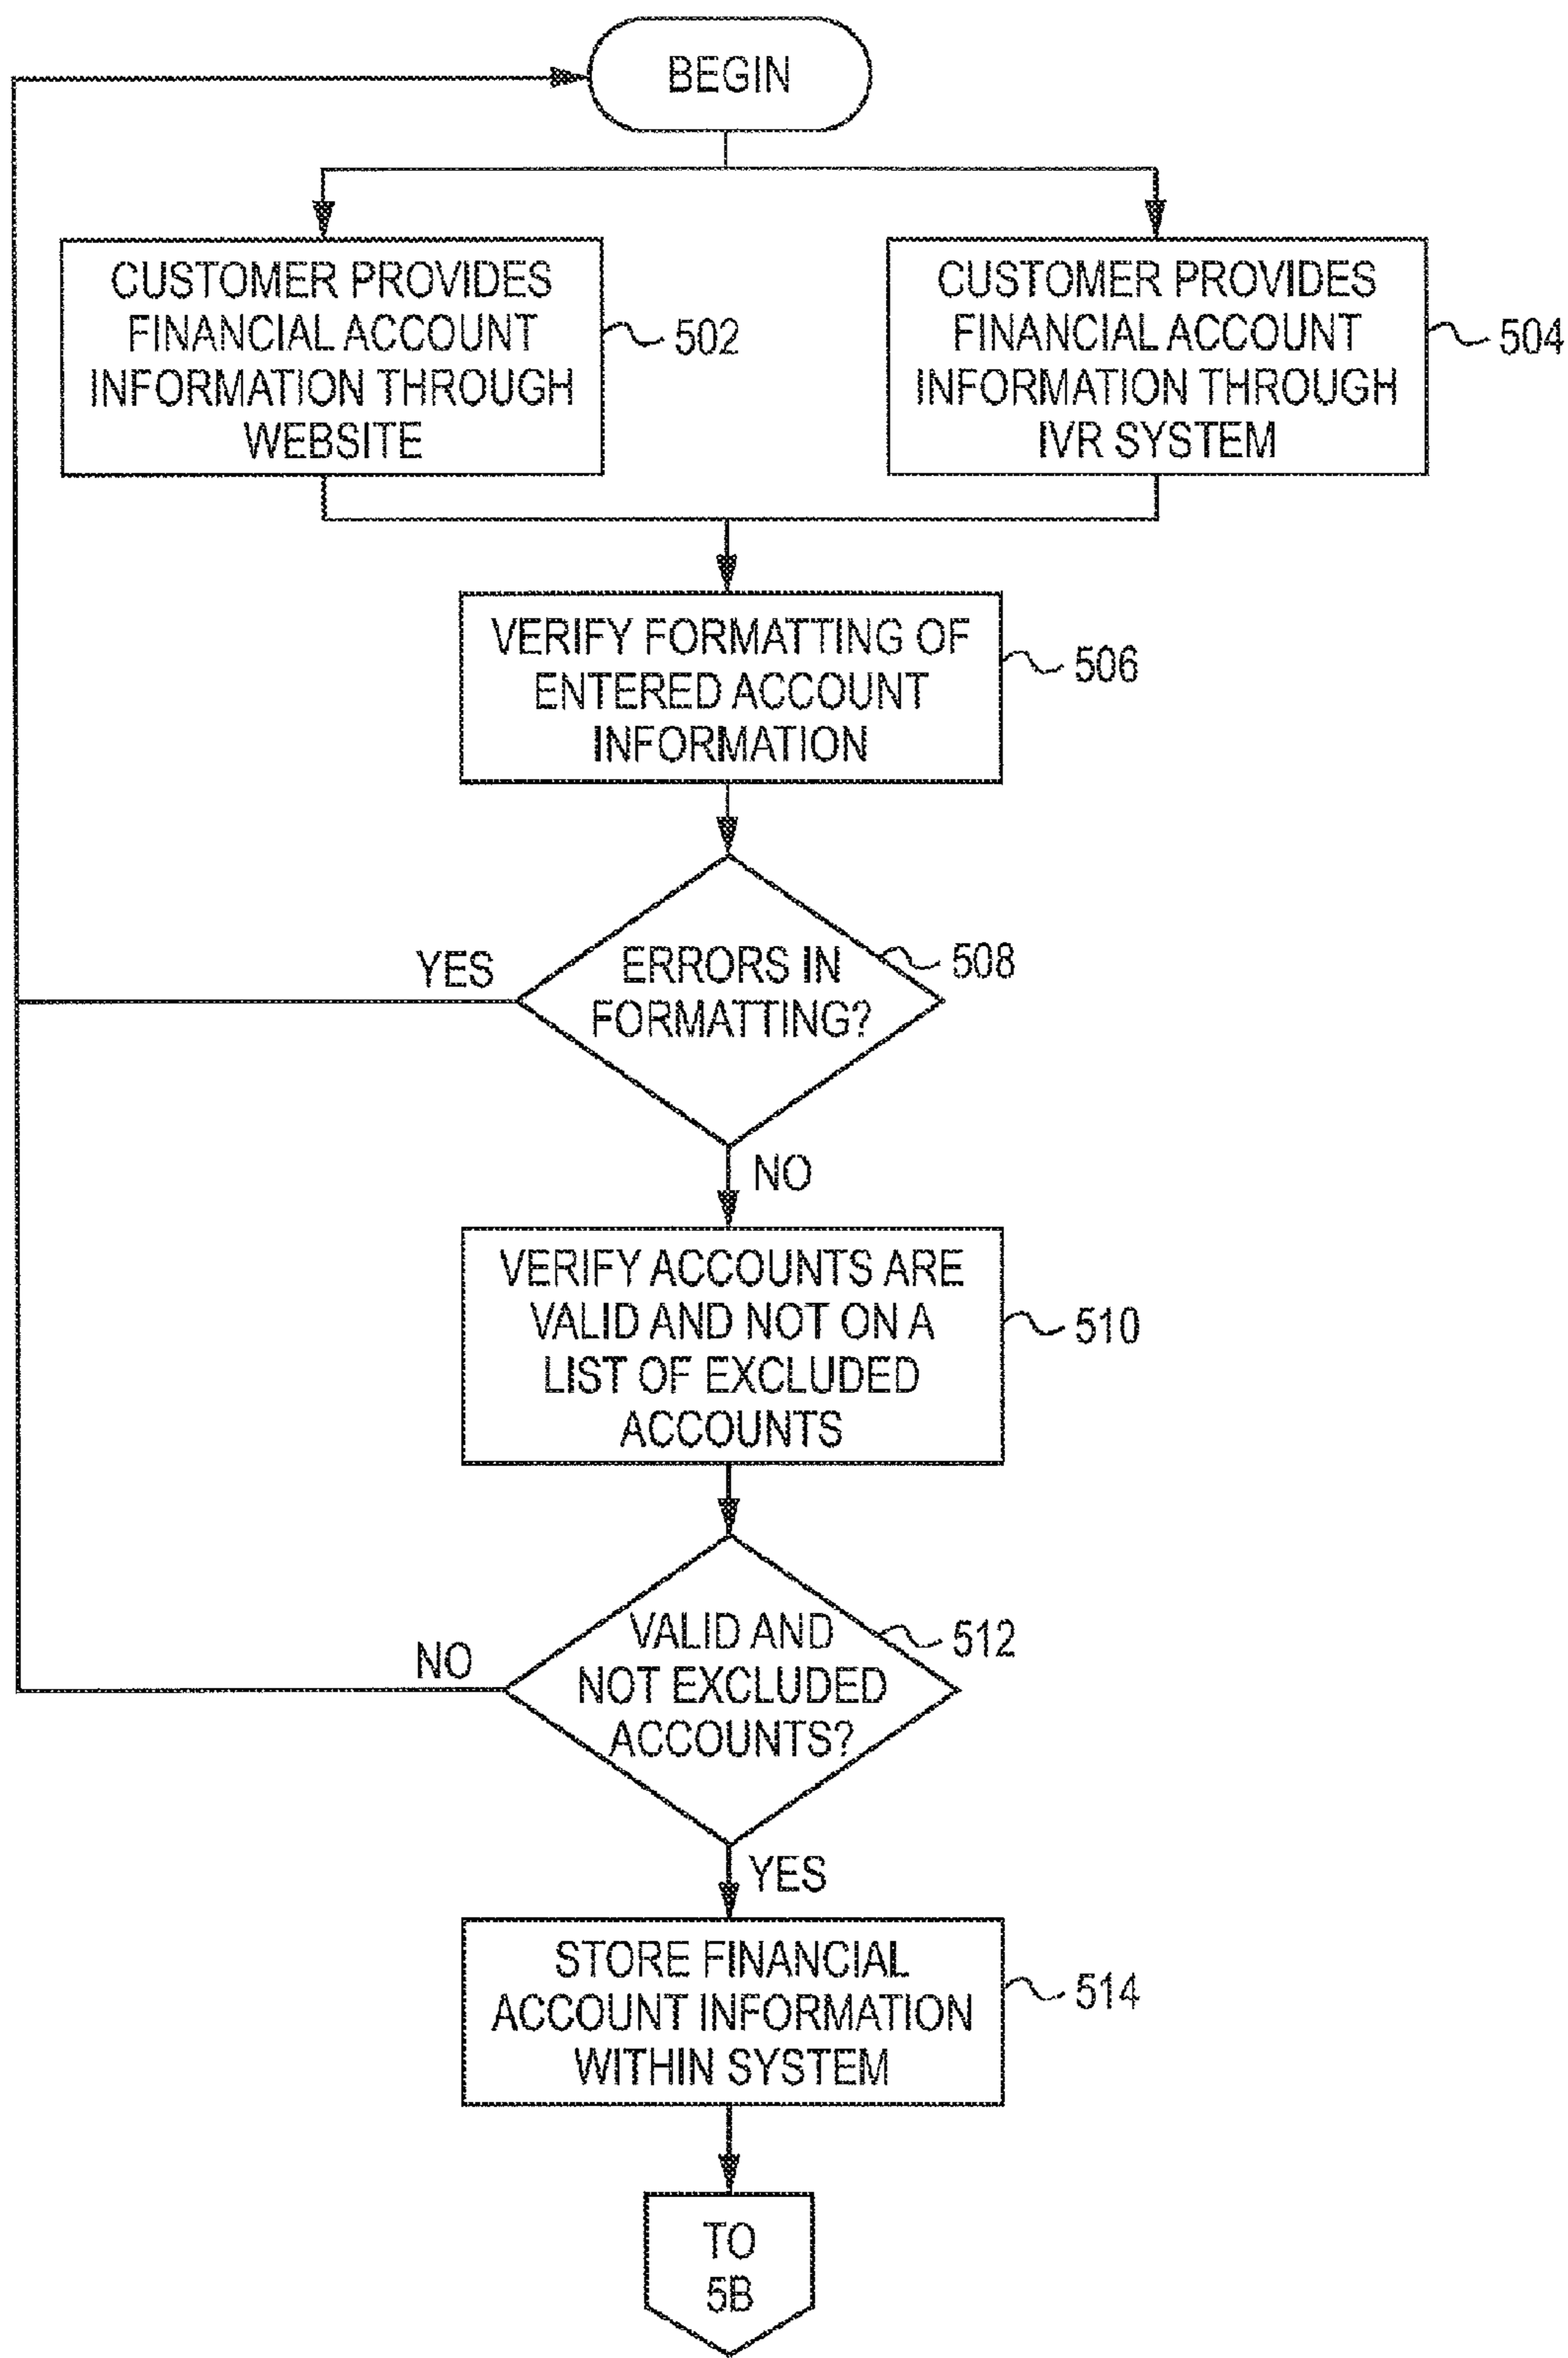 BEGIN
CUSTOMER PROVIDES
FINANCIAL ACCOUNT
INFORMATION THROUGH
WEBSITE
502
CUSTOMER PROVIDES
FINANCIAL ACCOUNT
INFORMATION THROUGH
IVR SYSTEM
504
VERIFY FORMATTING OF
ENTERED ACCOUNT
INFORMATION
506
YES
ERRORS IN
FORMATTING?
508
NO
VERIFY ACCOUNTS ARE
VALID AND NOT ON A
LIST OF EXCLUDED
ACCOUNTS
510
NO
VALID AND
NOT EXCLUDED
ACCOUNTS?
512
YES
STORE FINANCIAL
ACCOUNT INFORMATION
WITHIN SYSTEM
514
TO
5B